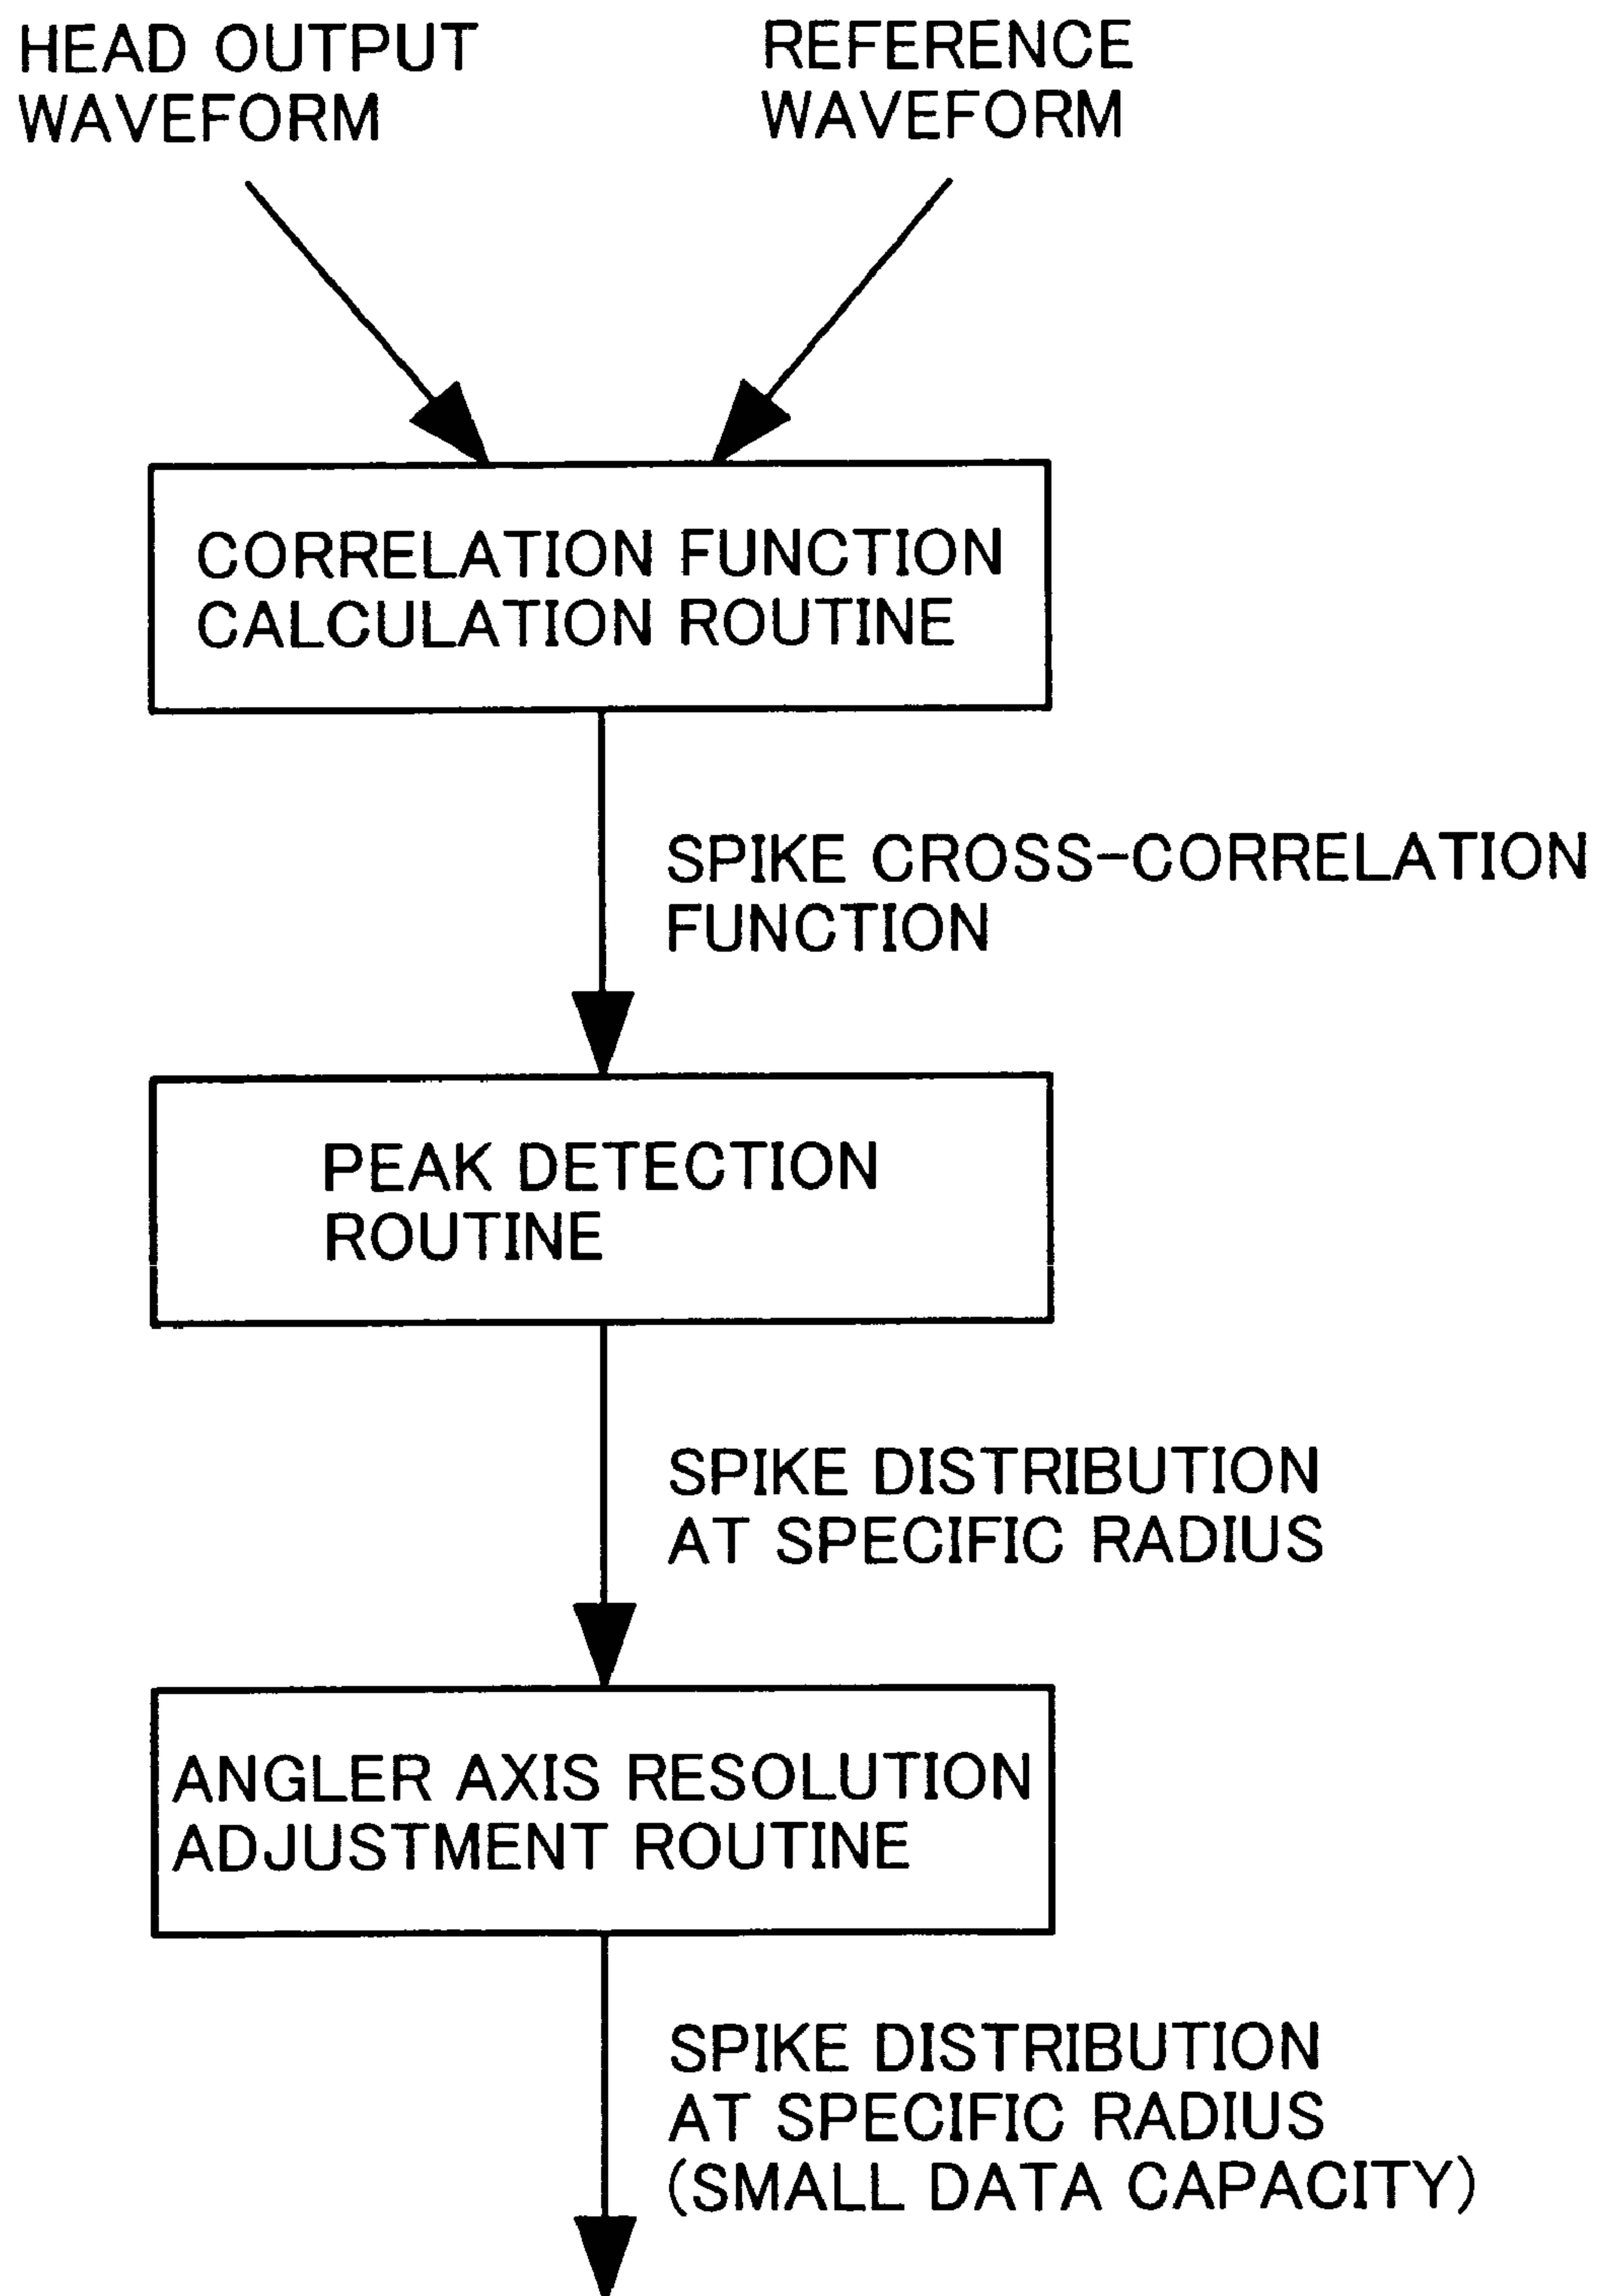 HEAD OUTPUT
WAVEFORM
REFERENCE
WAVEFORM
CORRELATION FUNCTION
CALCULATION ROUTINE
SPIKE CROSS-CORRELATION
FUNCTION
PEAK DETECTION
ROUTINE
SPIKE DISTRIBUTION
AT SPECIFIC RADIUS
ANGLER AXIS RESOLUTION
ADJUSTMENT ROUTINE
SPIKE DISTRIBUTION
AT SPECIFIC RADIUS
(SMALL DATA CAPACITY)